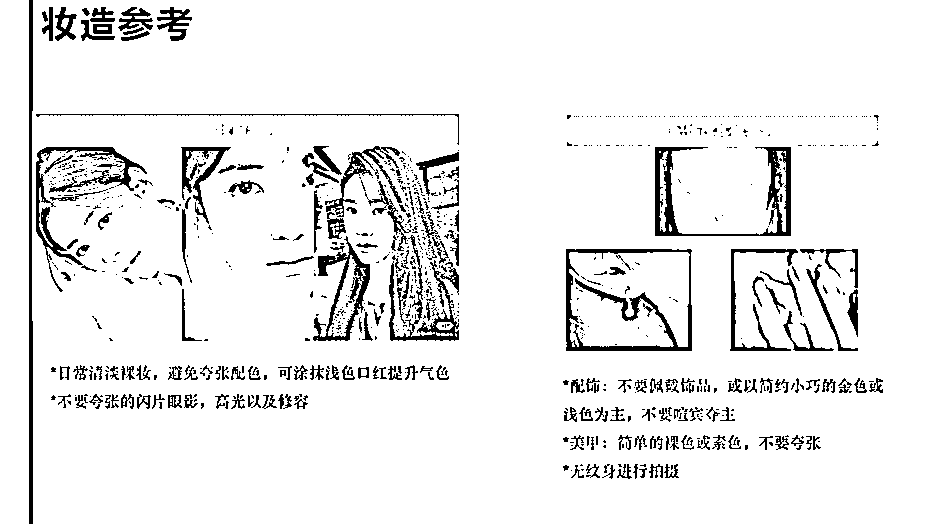 妆造参考
*日常清淡裸妆，避免夸张配色，可涂抹浅色口红提升气色
*不要夸张的闪片眼影，高光以及修容
*配饰：不要佩戴饰品，或以简约小巧的金色或
浅色为主，不要喧宾夺主
*美甲：简单的裸色或素色，不要夸张
*无纹身进行拍摄